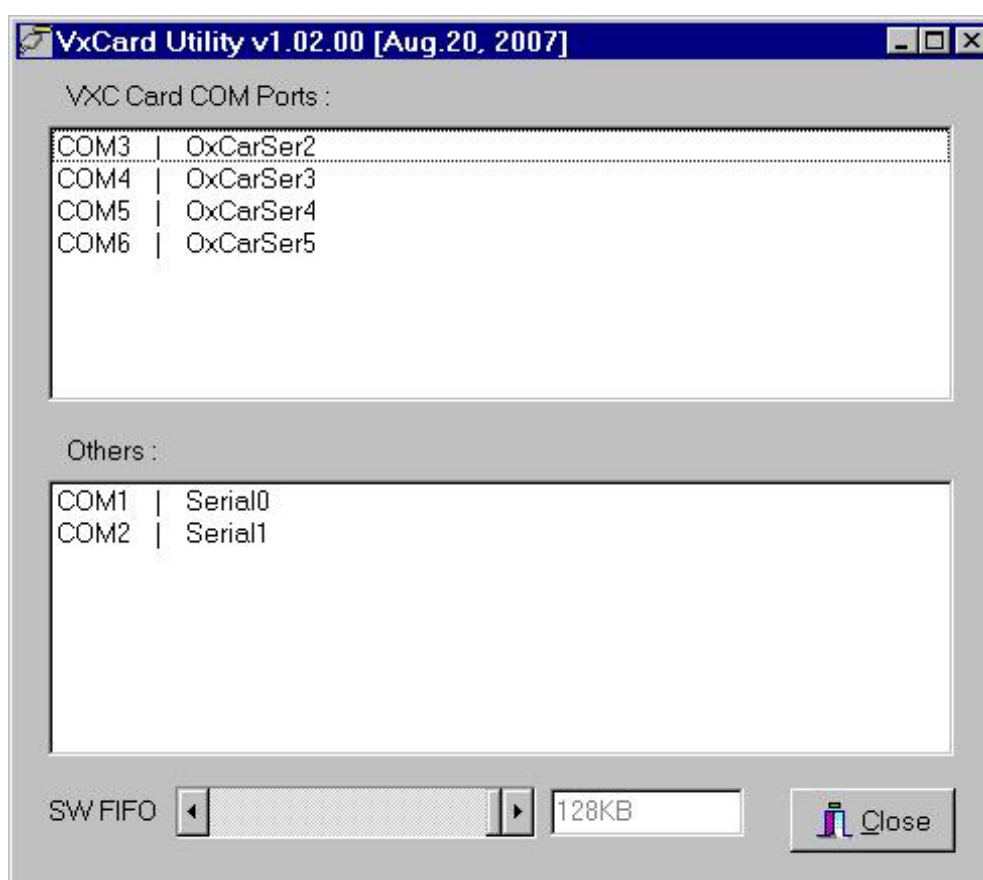 VxCard Utility v1.02.00 [Aug.20, 2007]
VXC Card COM Ports :
COM3 | OxCarSer2
COM4 | OxCarSer3
COM5 | OxCarSer4
COM6 | OxCarSer5
Others :
COM1 | Serial0
COM2 | Serial1
SW FIFO 128KB Close